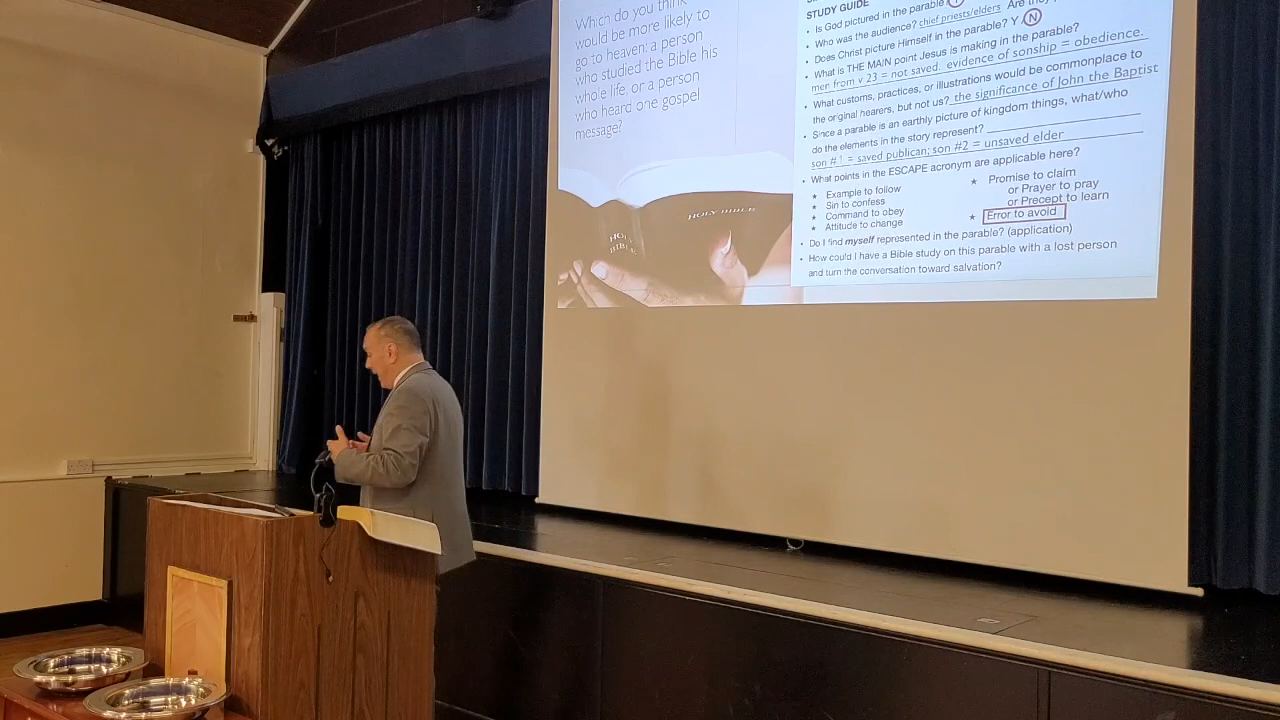 Which do you think
would be more likely to
go to heaven: a person
who studied the Bible his
whole life, or a person
who heard one gospel
message?
HOLY BIBLE
HOLY
BIBLE
STUDY GUIDE
• Is God pictured in the parable
• Who was the audience? chief priests/elders Are they
• Does Christ picture Himself in the parable? Y N
• What is THE MAIN point Jesus is making in the parable?
men from v 23 = not saved. evidence of sonship = obedience.
• What customs, practices, or illustrations would be commonplace to
the original hearers, but not us? the significance of John the Baptist
• Since a parable is an earthly picture of kingdom things, what/who
do the elements in the story represent?
son #1 = saved publican; son #2 = unsaved elder
• What points in the ESCAPE acronym are applicable here?
★ Example to follow
★ Sin to confess
★ Command to obey
★ Attitude to change
★ Promise to claim
or Prayer to pray
or Precept to learn
★ Error to avoid
• Do I find myself represented in the parable? (application)
• How could I have a Bible study on this parable with a lost person
and turn the conversation toward salvation?